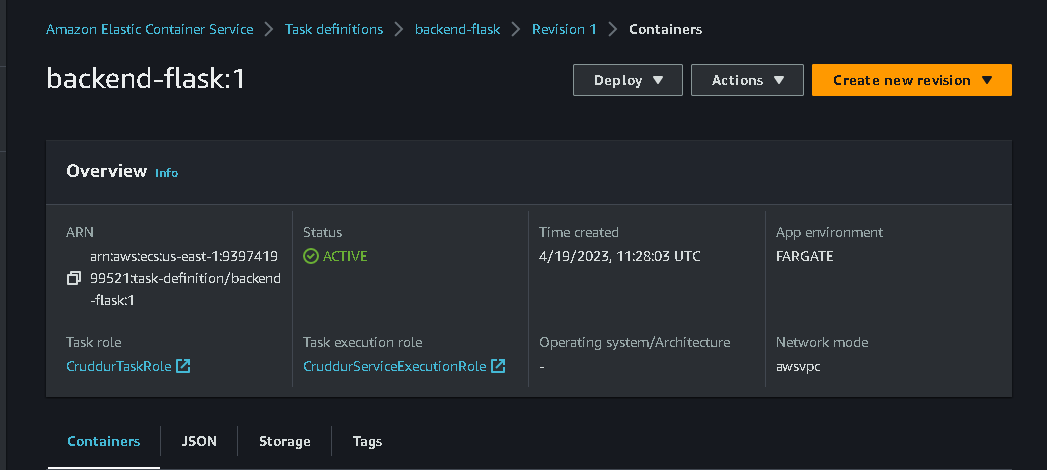 Amazon Elastic Container Service > Task definitions > backend-flask > Revision 1 > Containers
backend-flask:1
Deploy ▼ Actions ▼ Create new revision ▼
Overview Info
ARN
arn:aws:ecs:us-east-1:9397419
99521:task-definition/backend
-flask:1
Status
ACTIVE
Time created
4/19/2023, 11:28:03 UTC
App environment
FARGATE
Task role
CruddurTaskRole
Task execution role
CruddurServiceExecutionRole
Operating system/Architecture
-
Network mode
awsvpc
Containers JSON Storage Tags